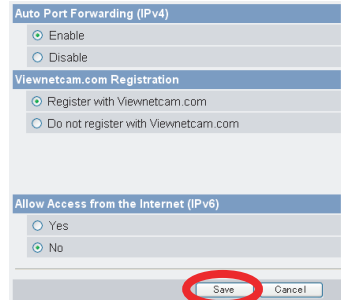 Auto Port Forwarding (IPv4)
Enable
Disable
Viewnetcam.com Registration
Register with Viewnetcam.com
Do not register with Viewnetcam.com
Allow Access from the Internet (IPv6)
Yes
No
Save Cancel